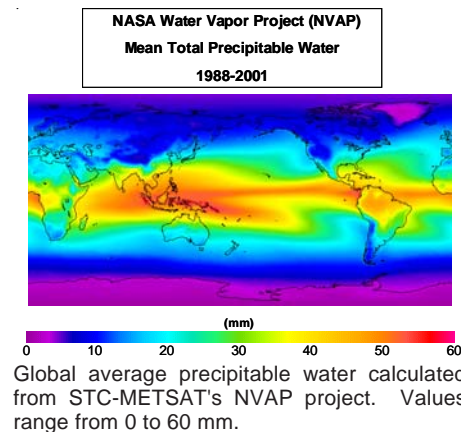 NASA Water Vapor Project (NVAP)
Mean Total Precipitable Water
1988-2001
(mm)
0 10 20 30 40 50 60
Global average precipitable water calculated
from STC-METSAT's NVAP project. Values
range from 0 to 60 mm.